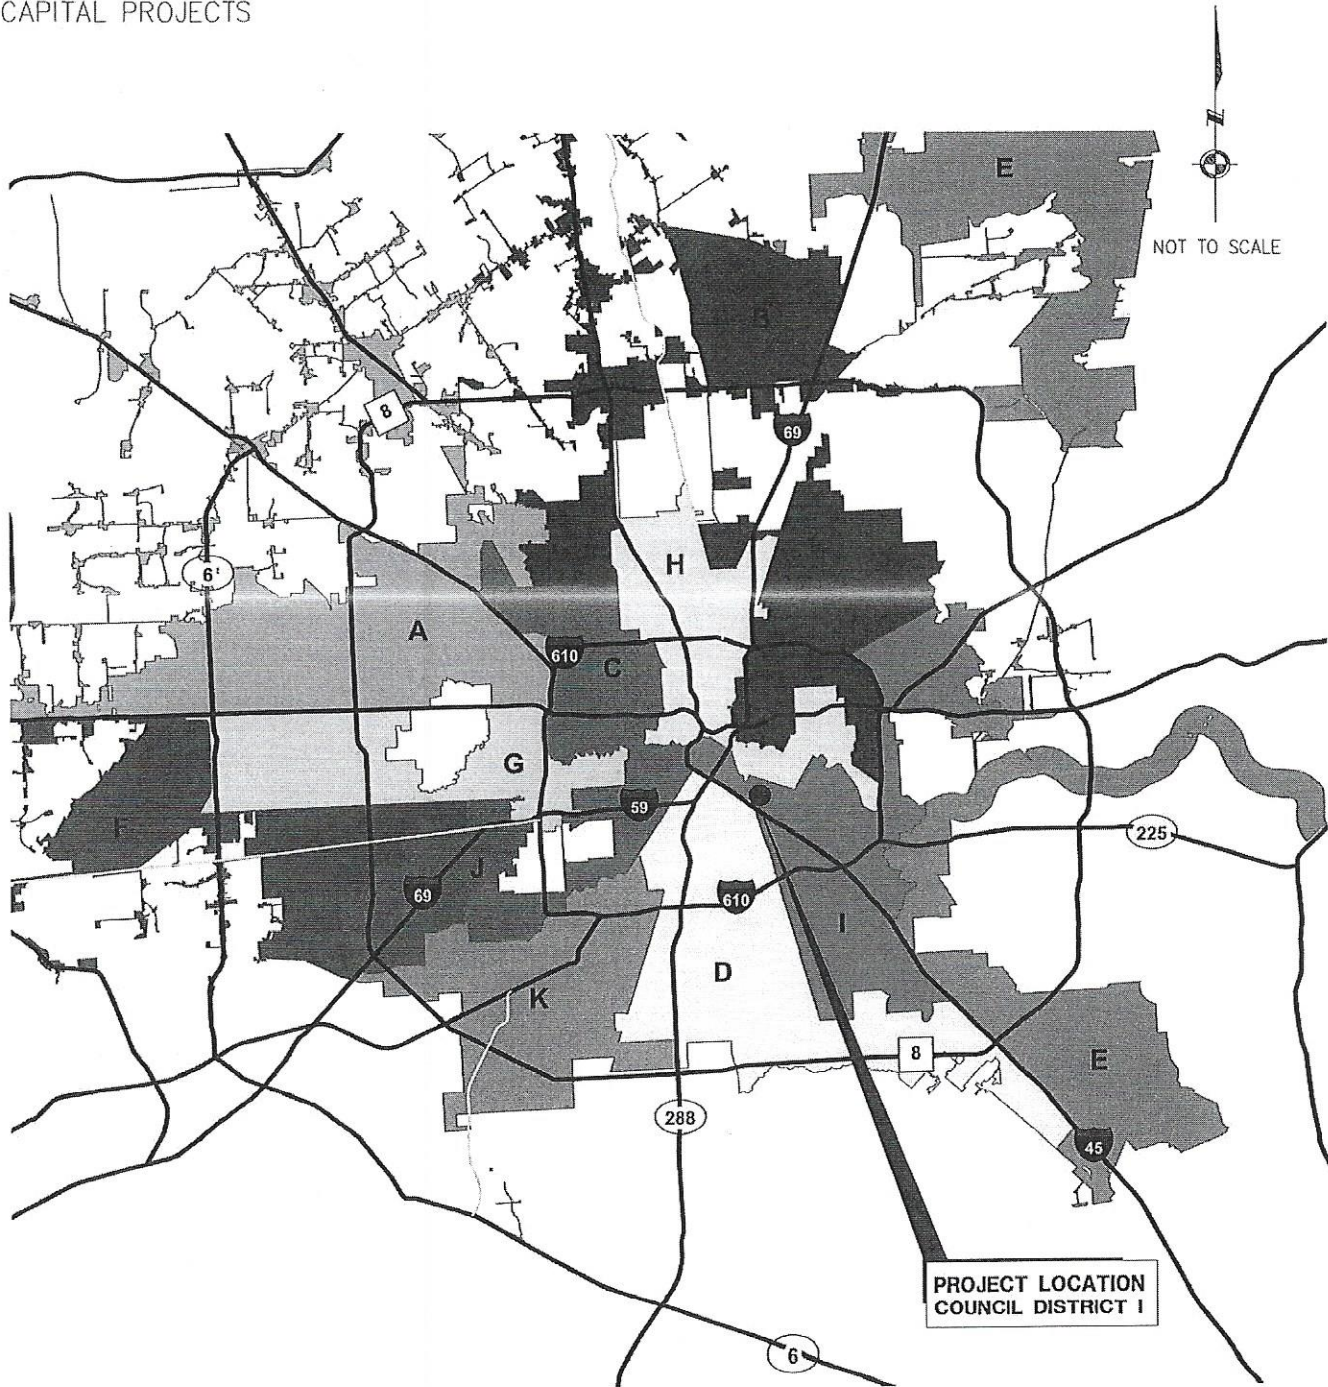 CAPITAL PROJECTS
N
NOT TO SCALE
E
B
8
69
H
6
A
610
C
G
59
F
225
J
69
610
I
D
K
8
E
288
45
PROJECT LOCATION
COUNCIL DISTRICT I
6